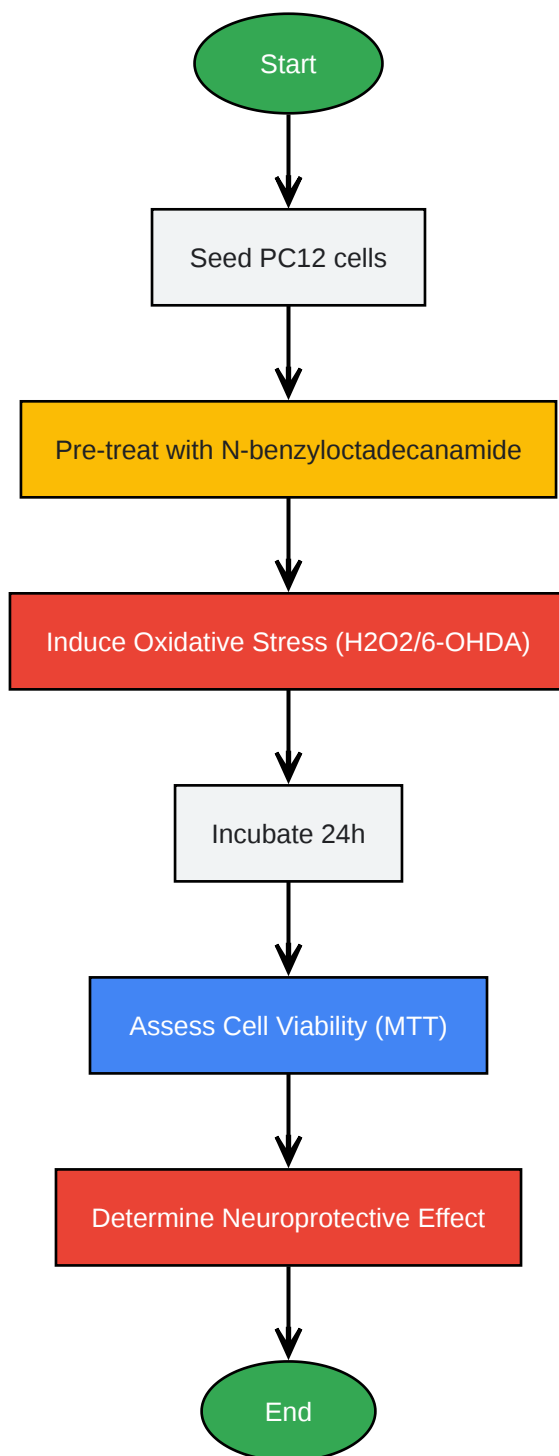 Start
Seed PC12 cells
Pre-treat with N-benzyloctadecanamide
Induce Oxidative Stress (H2O2/6-OHDA)
Incubate 24h
Assess Cell Viability (MTT)
Determine Neuroprotective Effect
End